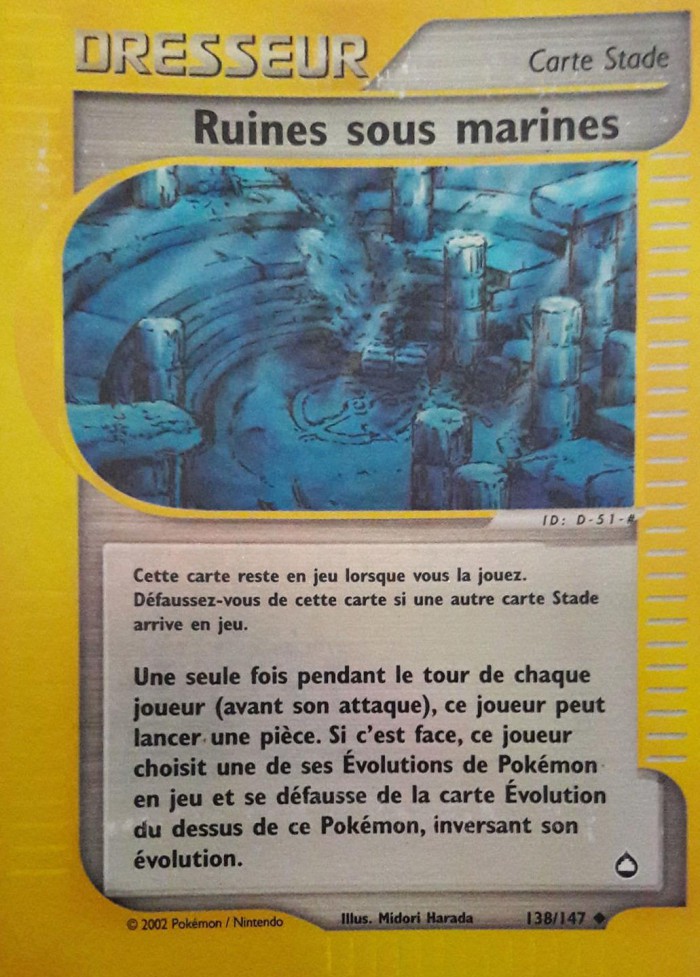 DRESSEUR
Carte Stade
Ruines sous marines
ID: D-51-#
Cette carte reste en jeu lorsque vous la jouez.
Défaussez-vous de cette carte si une autre carte Stade
arrive en jeu.
Une seule fois pendant le tour de chaque
joueur (avant son attaque), ce joueur peut
lancer une pièce. Si c'est face, ce joueur
choisit une de ses Évolutions de Pokémon
en jeu et se défausse de la carte Évolution
du dessus de ce Pokémon, inversant son
évolution.
© 2002 Pokémon / Nintendo
Illus. Midori Harada
138/147